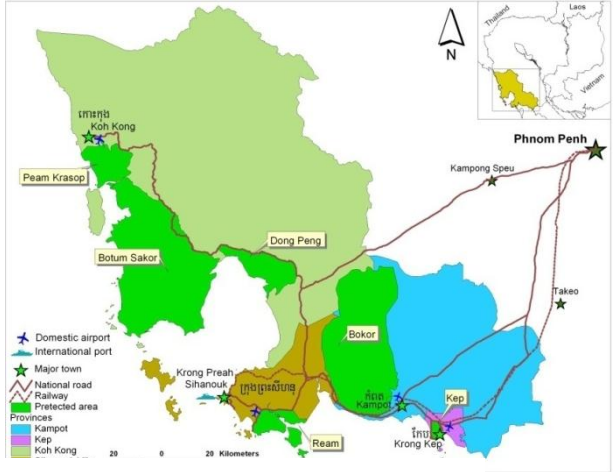 Thailand
Laos
Vietnam
N
Phnom Penh
Kampong Speu
Takeo
កោះកុង
Koh Kong
Peam Krasop
Botum Sakor
Dong Peng
Bokor
Krong Preah
Sihanouk
ក្រុងព្រះសីហនុ
កំពត
Kampot
Kep
កែប
Krong Kep
Ream
Domestic airport
International port
Major town
National road
Railway
Pretected area
Provinces
Kampot
Kep
Koh Kong
20 0 20 Kilometers